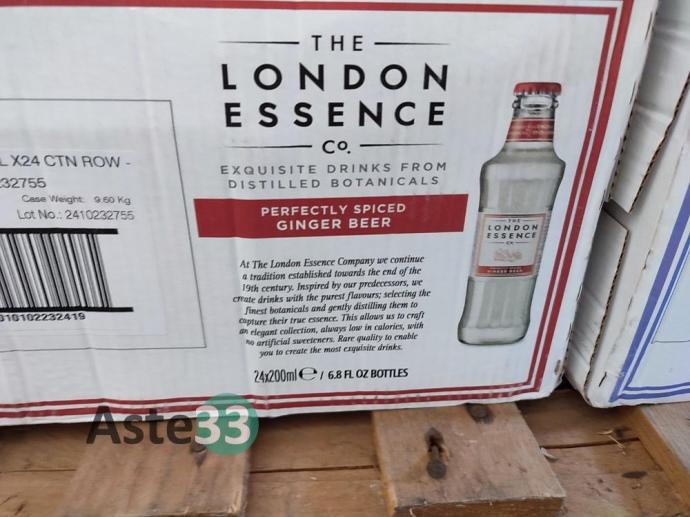 THE
LONDON
ESSENCE
Co.
EXQUISITE DRINKS FROM
DISTILLED BOTANICALS
PERFECTLY SPICED
GINGER BEER
At The London Essence Company we continue
a tradition established towards the end of the
19th century. Inspired by our predecessors, we
create drinks with the purest flavours; selecting the
finest botanicals and gently distilling them to
capture their true essence. This allows us to craft
an elegant collection, always low in calories, with
no artificial sweeteners. Rare quality to enable
you to create the most exquisite drinks.
24x200ml℮ / 6.8 FL OZ BOTTLES
L X24 CTN ROW -
32755
Case Weight: 9.60 Kg
Lot No.: 2410232755
010102232419
THE
LONDON
ESSENCE
CO.
GINGER BEER
Aste33